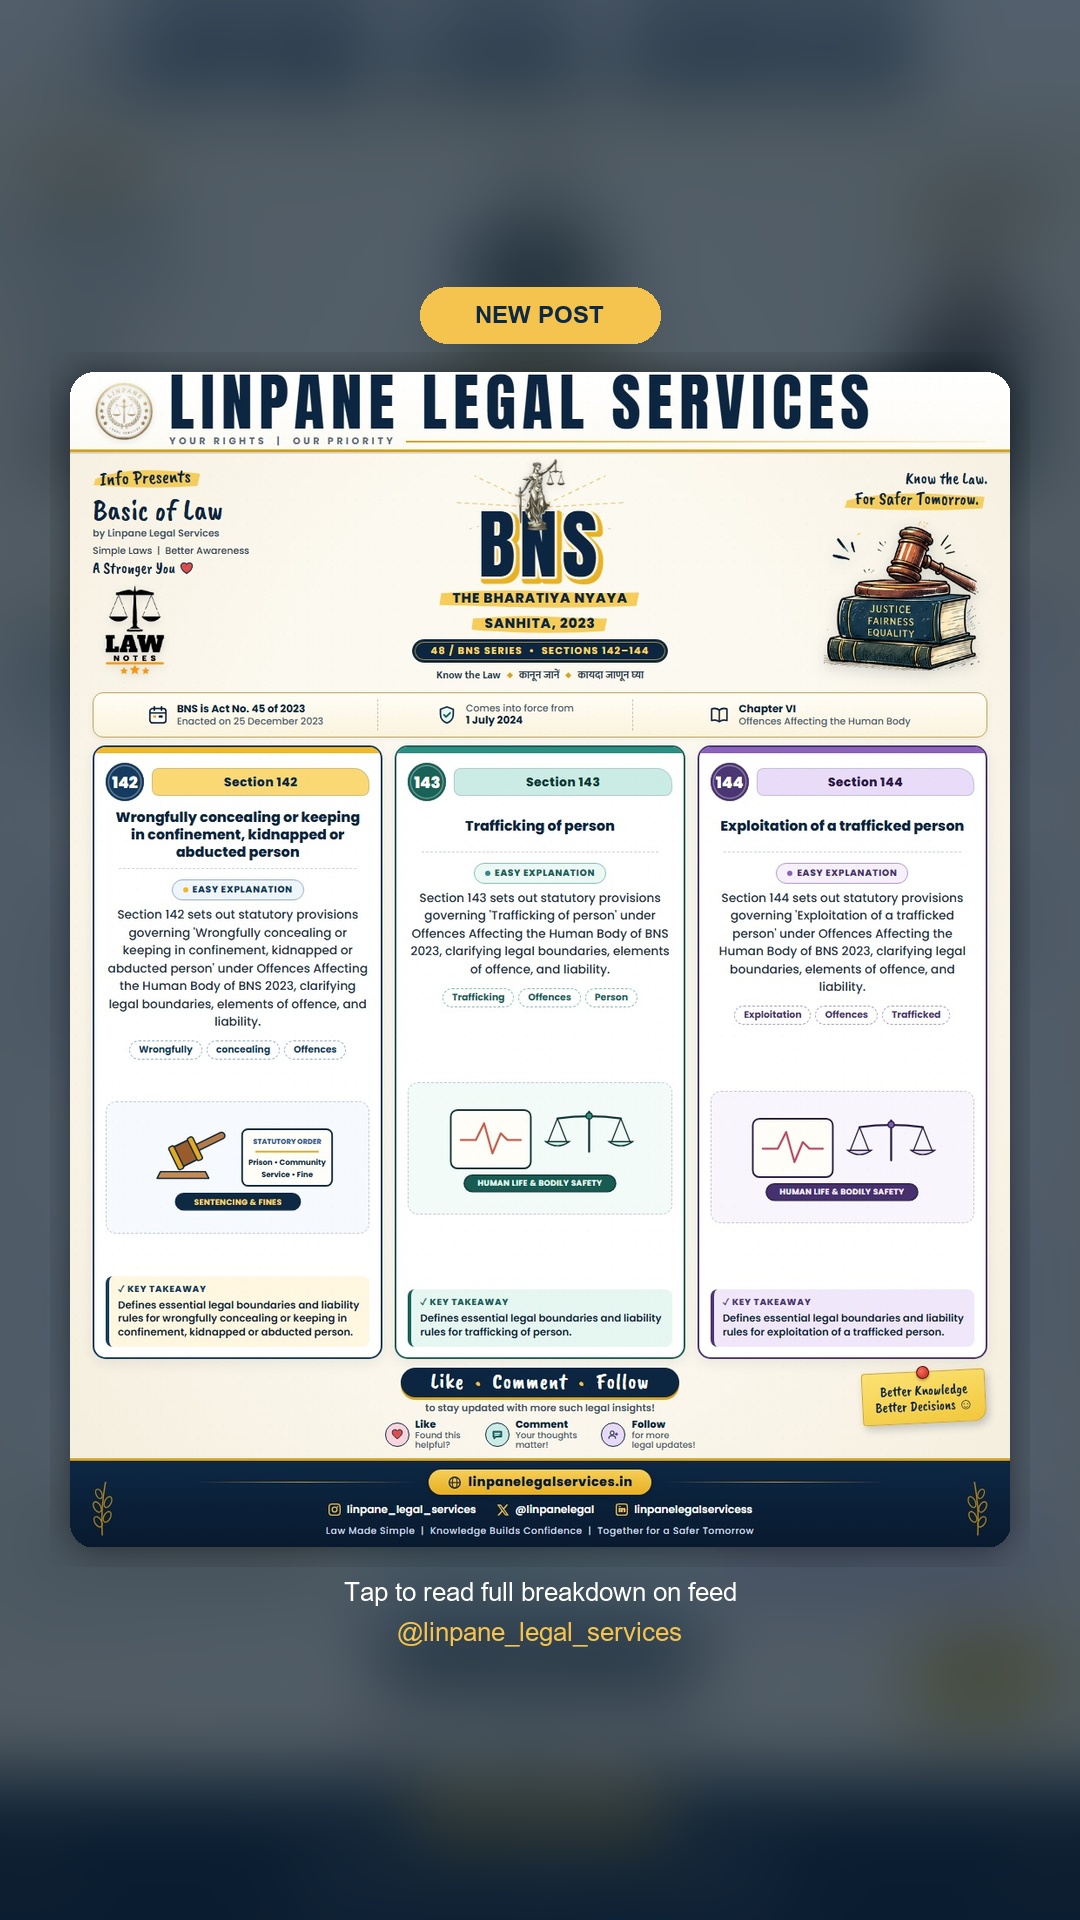 NEW POST
LINPANE LEGAL SERVICES
YOUR RIGHTS | OUR PRIORITY
Info Presents
Basic of Law
by Linpane Legal Services
Simple Laws | Better Awareness
A Stronger You
LAW
NOTES
BNS
THE BHARATIYA NYAYA
SANHITA, 2023
48 / BNS SERIES • SECTIONS 142–144
Know the Law ◆ कानून जानें ◆ कायदा जाणून घ्या
Know the Law.
For Safer Tomorrow.
JUSTICE
FAIRNESS
EQUALITY
BNS is Act No. 45 of 2023
Enacted on 25 December 2023
Comes into force from
1 July 2024
Chapter VI
Offences Affecting the Human Body
142
Section 142
Wrongfully concealing or keeping
in confinement, kidnapped or
abducted person
EASY EXPLANATION
Section 142 sets out statutory provisions
governing 'Wrongfully concealing or
keeping in confinement, kidnapped or
abducted person' under Offences Affecting
the Human Body of BNS 2023, clarifying
legal boundaries, elements of offence, and
liability.
Wrongfully concealing Offences
STATUTORY ORDER
Prison • Community
Service • Fine
SENTENCING & FINES
✓ KEY TAKEAWAY
Defines essential legal boundaries and liability
rules for wrongfully concealing or keeping in
confinement, kidnapped or abducted person.
143
Section 143
Trafficking of person
EASY EXPLANATION
Section 143 sets out statutory provisions
governing 'Trafficking of person' under
Offences Affecting the Human Body of BNS
2023, clarifying legal boundaries, elements
of offence, and liability.
Trafficking Offences Person
HUMAN LIFE & BODILY SAFETY
✓ KEY TAKEAWAY
Defines essential legal boundaries and liability
rules for trafficking of person.
144
Section 144
Exploitation of a trafficked person
EASY EXPLANATION
Section 144 sets out statutory provisions
governing 'Exploitation of a trafficked
person' under Offences Affecting the
Human Body of BNS 2023, clarifying legal
boundaries, elements of offence, and
liability.
Exploitation Offences Trafficked
HUMAN LIFE & BODILY SAFETY
✓ KEY TAKEAWAY
Defines essential legal boundaries and liability
rules for exploitation of a trafficked person.
Like • Comment • Follow
to stay updated with more such legal insights!
Like
Found this
helpful?
Comment
Your thoughts
matter!
Follow
for more
legal updates!
Better Knowledge
Better Decisions ☺
linpanelegalservices.in
linpane_legal_services @linpanelegal linpanelegalservicess
Law Made Simple | Knowledge Builds Confidence | Together for a Safer Tomorrow
Tap to read full breakdown on feed
@linpane_legal_services